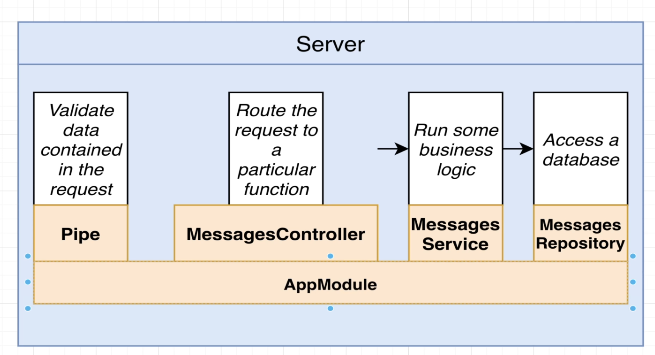 Server
Validate
data
contained
in the
request
Route the
request to
a
particular
function
Run some
business
logic
Access a
database
Pipe
MessagesController
Messages
Service
Messages
Repository
AppModule